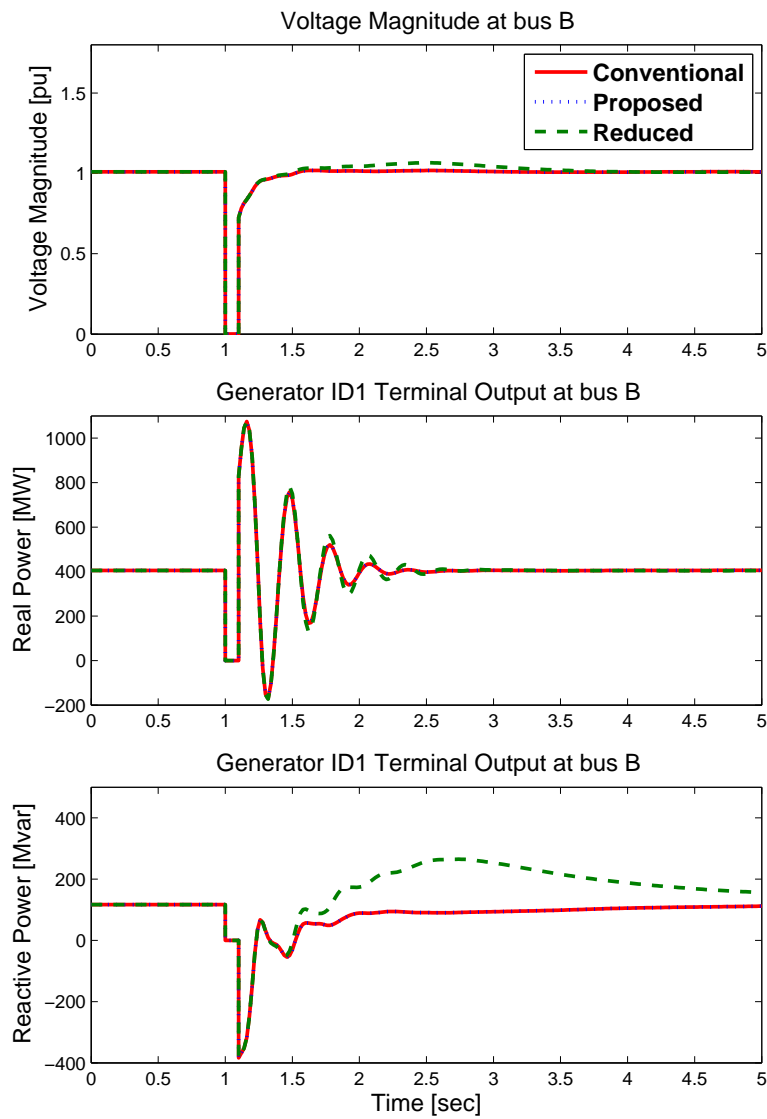 Voltage Magnitude at bus B
Voltage Magnitude [pu]
1.5
1
0.5
0
Conventional
Proposed
Reduced
0 0.5 1 1.5 2 2.5 3 3.5 4 4.5 5
Generator ID1 Terminal Output at bus B
Real Power [MW]
1000
800
600
400
200
0
−200
0 0.5 1 1.5 2 2.5 3 3.5 4 4.5 5
Generator ID1 Terminal Output at bus B
Reactive Power [Mvar]
400
200
0
−200
−400
0 0.5 1 1.5 2 2.5 3 3.5 4 4.5 5
Time [sec]